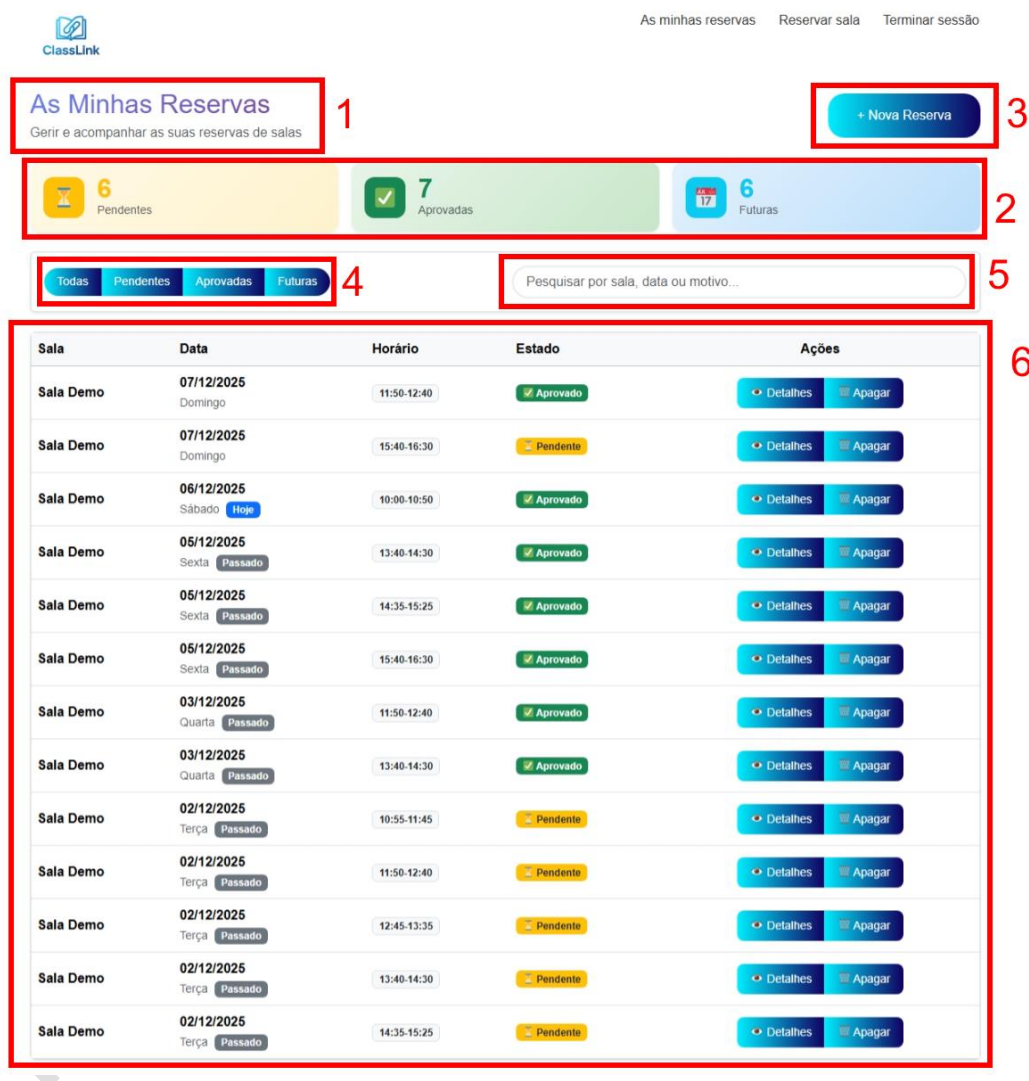 As minhas reservas Reservar sala Terminar sessão
ClassLink
As Minhas Reservas
1
Gerir e acompanhar as suas reservas de salas
+ Nova Reserva
3
6
Pendentes
7
Aprovadas
17
6
Futuras
2
Todas Pendentes Aprovadas Futuras
4
Pesquisar por sala, data ou motivo...
5
Sala Data Horário Estado Ações
6
Sala Demo 07/12/2025 11:50-12:40 Aprovado Detalhes Apagar
Domingo
Sala Demo 07/12/2025 15:40-16:30 Pendente Detalhes Apagar
Domingo
Sala Demo 06/12/2025 10:00-10:50 Aprovado Detalhes Apagar
Sábado Hoje
Sala Demo 05/12/2025 13:40-14:30 Aprovado Detalhes Apagar
Sexta Passado
Sala Demo 05/12/2025 14:35-15:25 Aprovado Detalhes Apagar
Sexta Passado
Sala Demo 05/12/2025 15:40-16:30 Aprovado Detalhes Apagar
Sexta Passado
Sala Demo 03/12/2025 11:50-12:40 Aprovado Detalhes Apagar
Quarta Passado
Sala Demo 03/12/2025 13:40-14:30 Aprovado Detalhes Apagar
Quarta Passado
Sala Demo 02/12/2025 10:55-11:45 Pendente Detalhes Apagar
Terça Passado
Sala Demo 02/12/2025 11:50-12:40 Pendente Detalhes Apagar
Terça Passado
Sala Demo 02/12/2025 12:45-13:35 Pendente Detalhes Apagar
Terça Passado
Sala Demo 02/12/2025 13:40-14:30 Pendente Detalhes Apagar
Terça Passado
Sala Demo 02/12/2025 14:35-15:25 Pendente Detalhes Apagar
Terça Passado